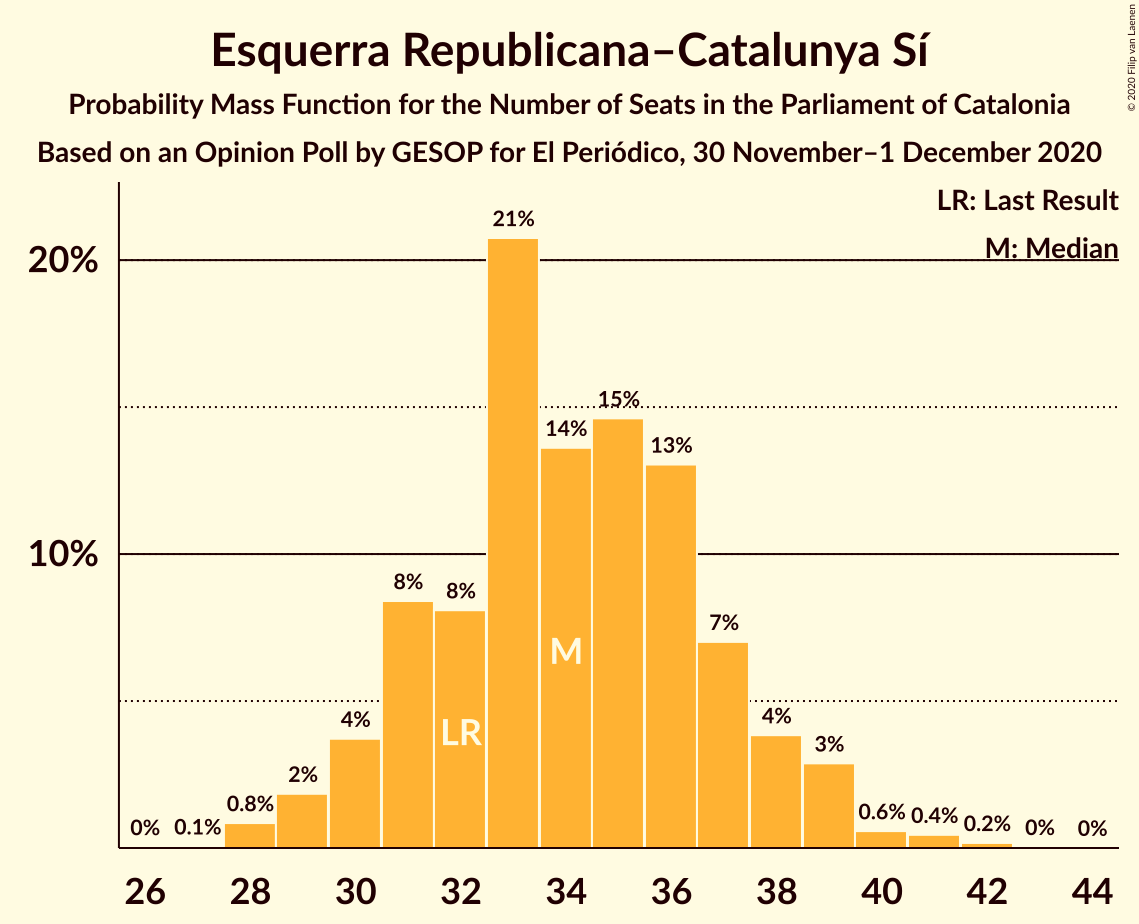 Esquerra Republicana–Catalunya Sí
Probability Mass Function for the Number of Seats in the Parliament of Catalonia
Based on an Opinion Poll by GESOP for El Periódico, 30 November–1 December 2020
© 2020 Filip van Laenen
LR: Last Result
M: Median
20%
10%
0%
0.1%
0.8%
2%
4%
8%
8%
21%
14%
15%
13%
7%
4%
3%
0.6%
0.4%
0.2%
0%
0%
LR
M
26 28 30 32 34 36 38 40 42 44